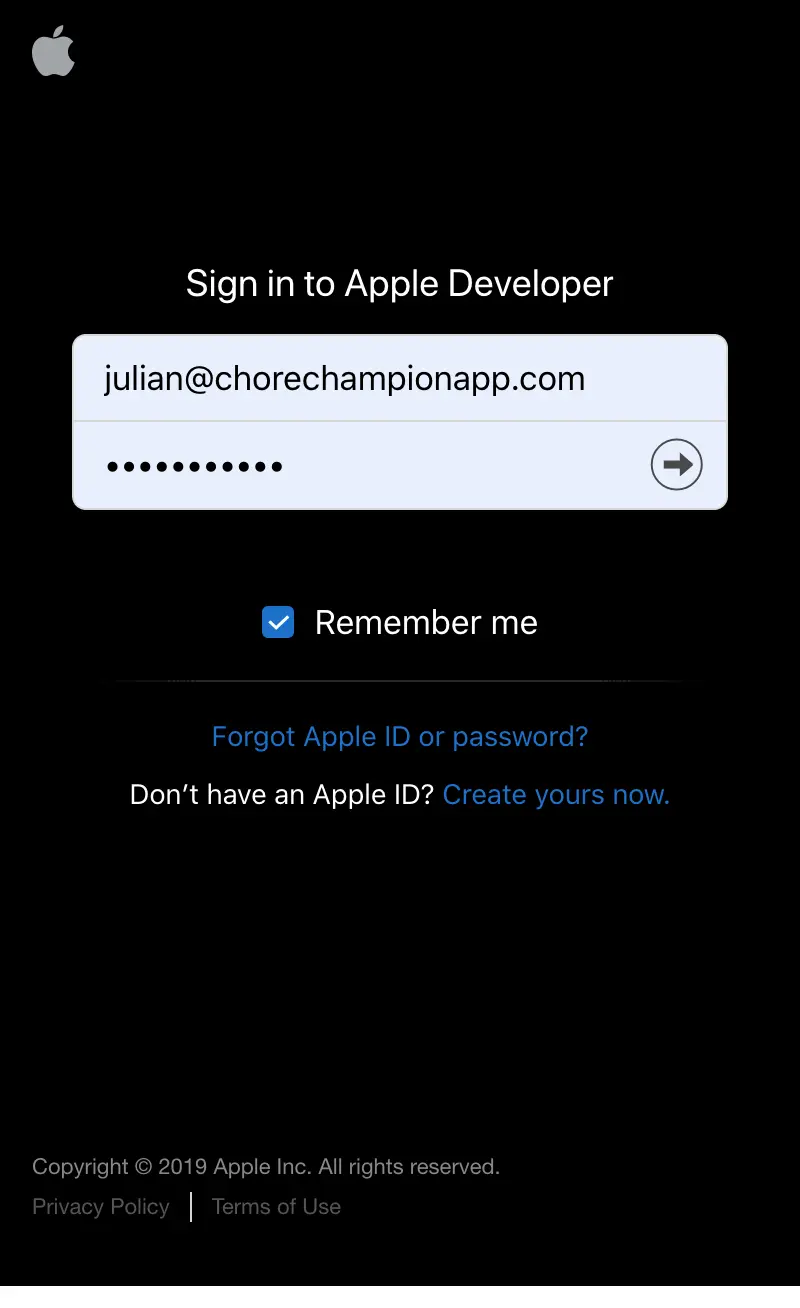 Sign in to Apple Developer
julian@chorechampionapp.com
•••••••••••
Remember me
Forgot Apple ID or password?
Don’t have an Apple ID? Create yours now.
Copyright © 2019 Apple Inc. All rights reserved.
Privacy Policy | Terms of Use